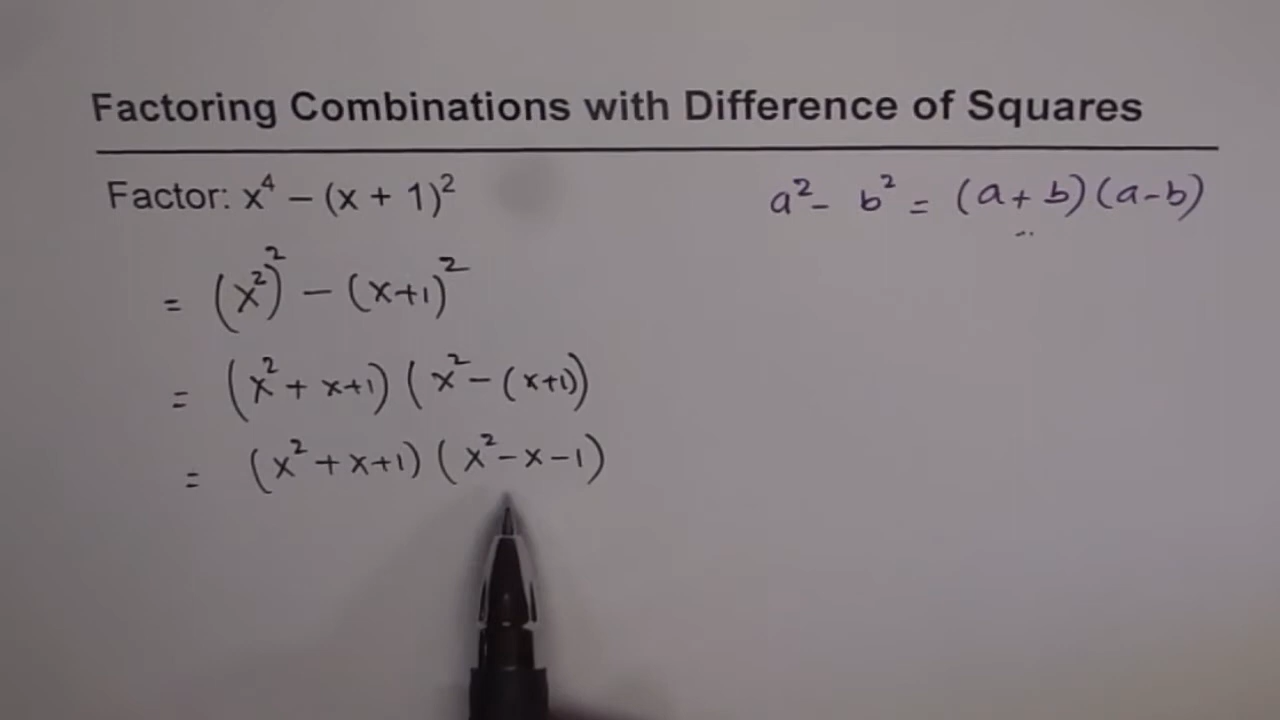 Factoring Combinations with Difference of Squares
Factor: x⁴ – (x + 1)²
a² - b² = (a + b)(a - b)
= (x²)² - (x+1)²
= (x² + x+1) (x² - (x+1))
= (x² + x+1) (x² - x - 1)